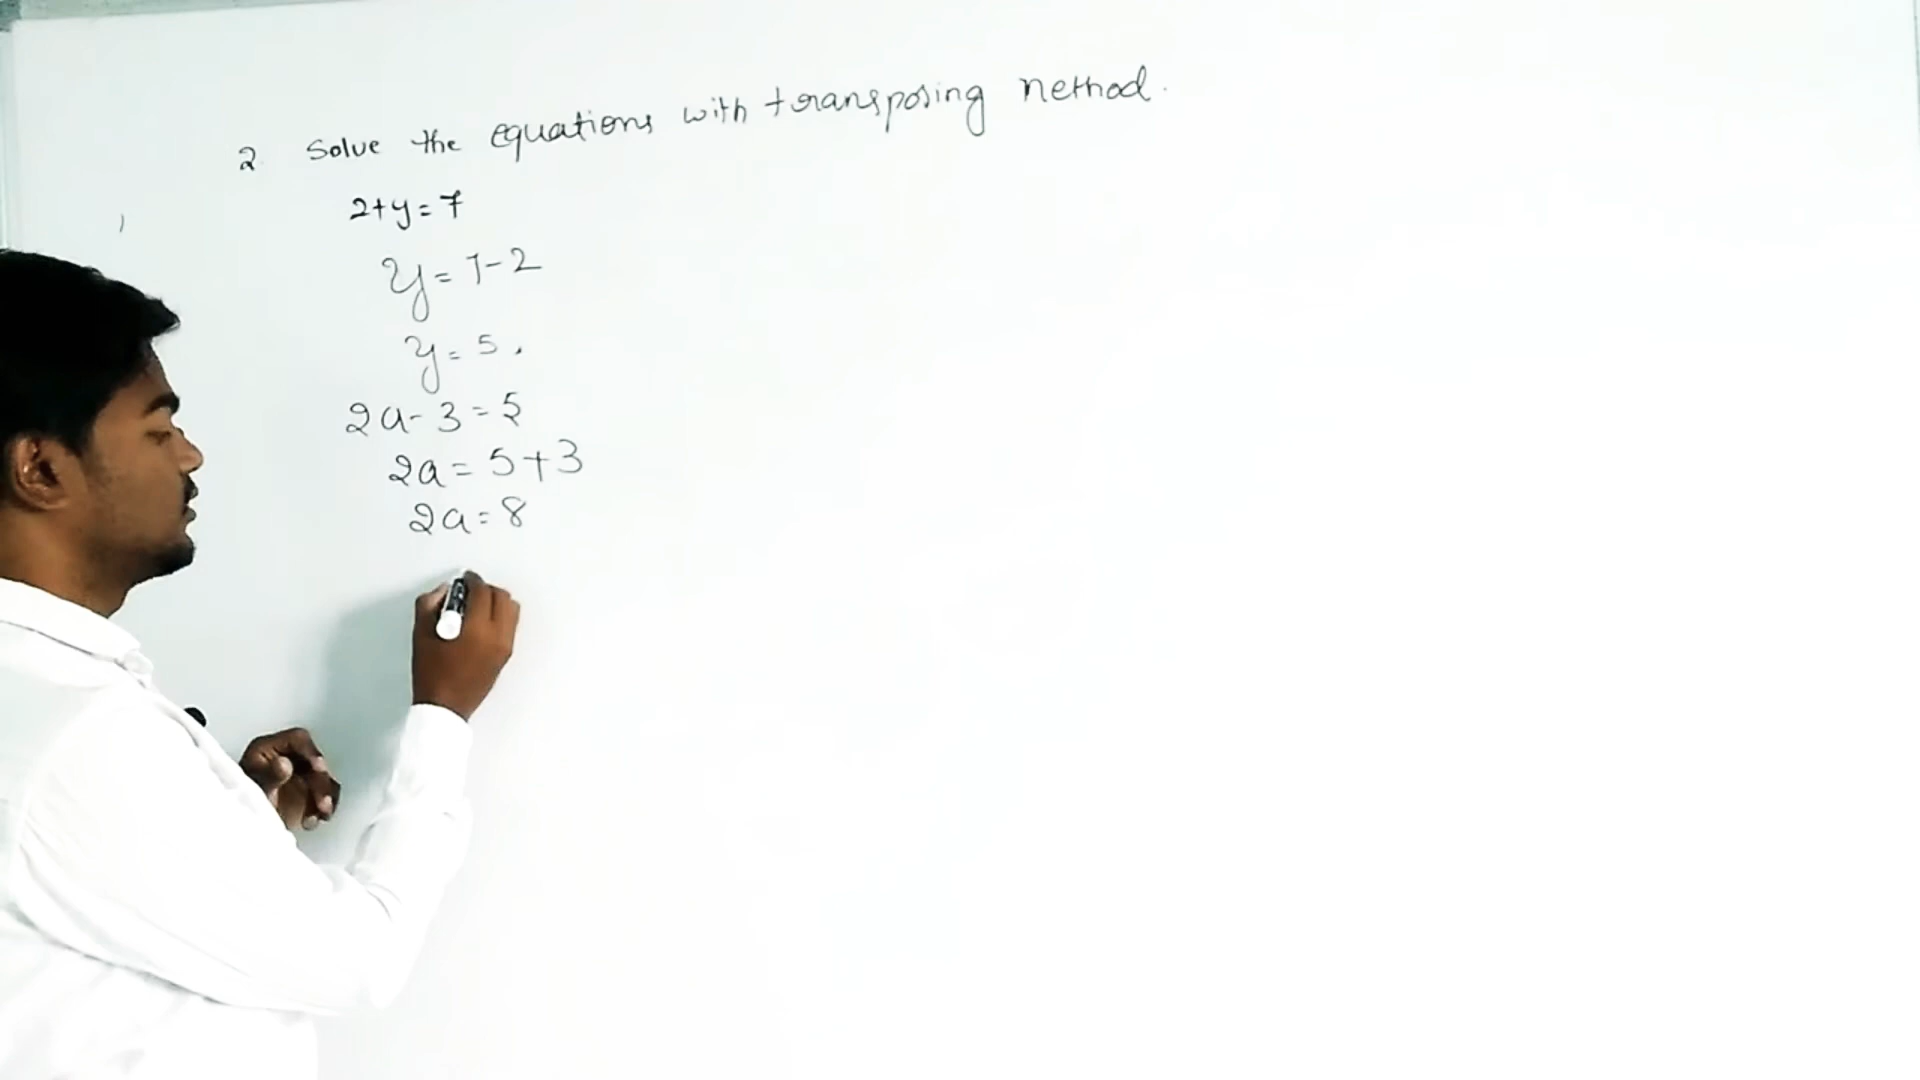 2 Solve the equations with transposing method.
2+y=7
y=7-2
y=5.
2a-3=5
2a=5+3
2a=8